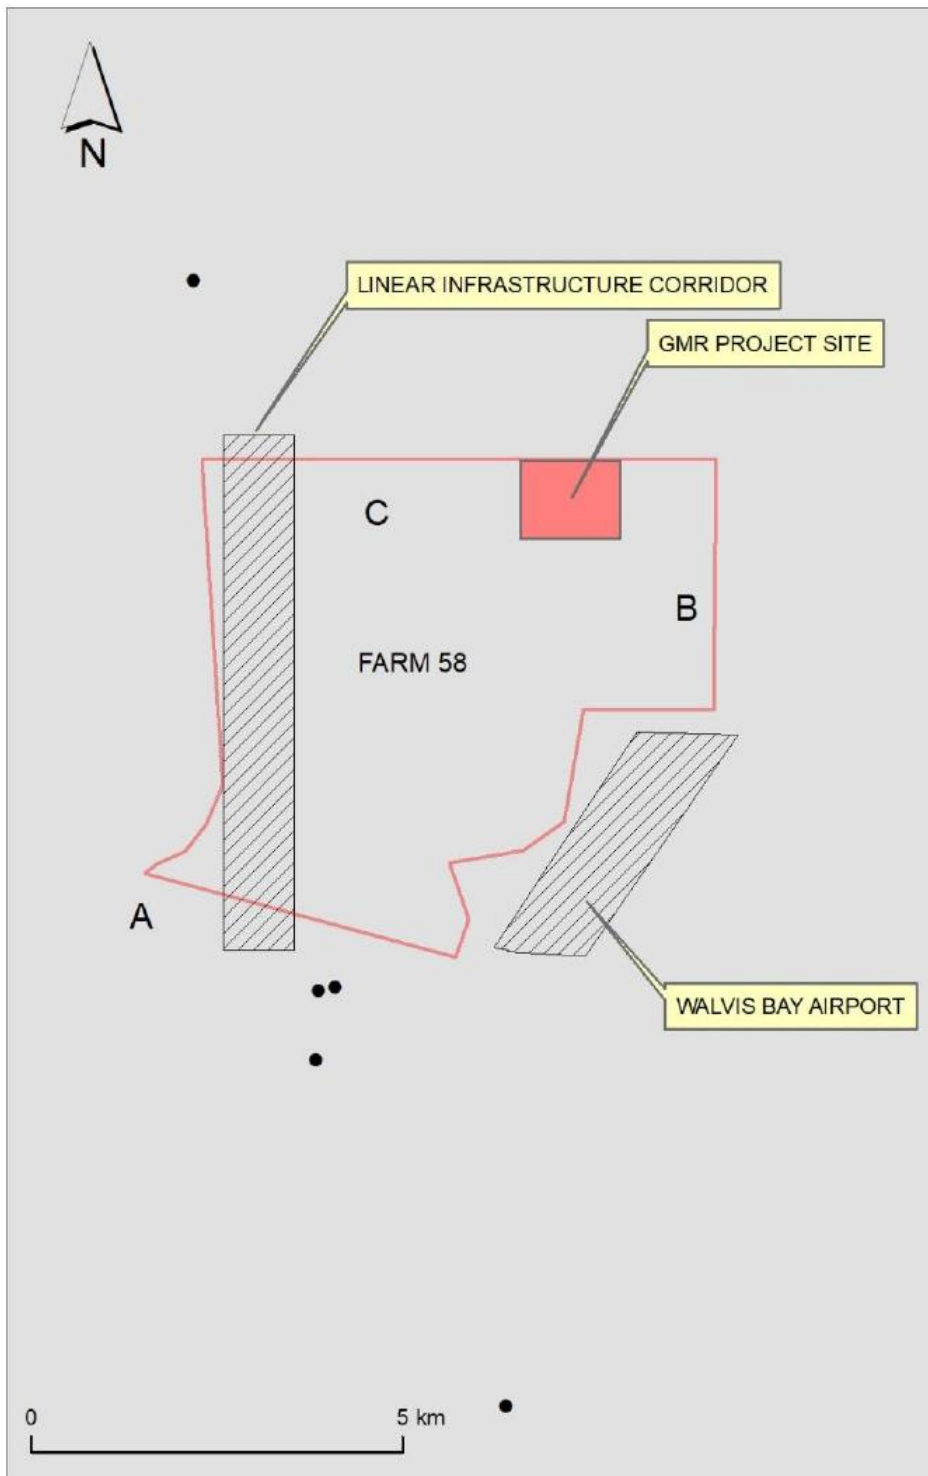 N
LINEAR INFRASTRUCTURE CORRIDOR
GMR PROJECT SITE
C
B
FARM 58
A
WALVIS BAY AIRPORT
0 5 km